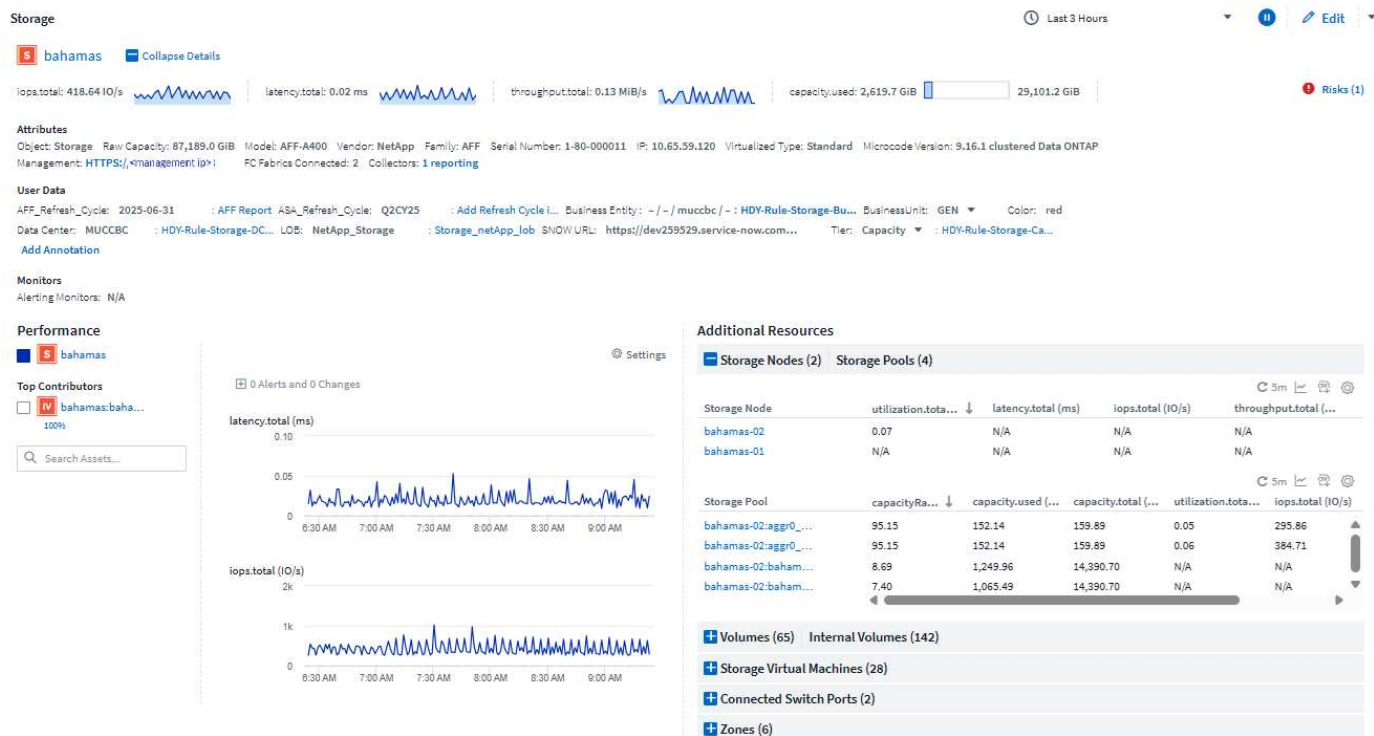 Storage
Last 3 Hours
Edit
S bahamas Collapse Details
iops.total: 418.64 IO/s
latency.total: 0.02 ms
throughput.total: 0.13 MiB/s
capacity.used: 2,619.7 GiB 29,101.2 GiB
Risks (1)
Attributes
Object: Storage Raw Capacity: 87,189.0 GiB Model: AFF-A400 Vendor: NetApp Family: AFF Serial Number: 1-80-000011 IP: 10.65.59.120 Virtualized Type: Standard Microcode Version: 9.16.1 clustered Data ONTAP
Management: HTTPS:/, <management ip> : FC Fabrics Connected: 2 Collectors: 1 reporting
User Data
AFF_Refresh_Cycle: 2025-06-31 : AFF Report ASA_Refresh_Cycle: Q2CY25 : Add Refresh Cycle i... Business Entity: - / - / muccbc / - : HDY-Rule-Storage-Bu... BusinessUnit: GEN Color: red
Data Center: MUCCBC : HDY-Rule-Storage-DC... LOB: NetApp_Storage : Storage_netApp_lob SNOW URL: https://dev259529.service-now.com... Tier: Capacity : HDY-Rule-Storage-Ca...
Add Annotation
Monitors
Alerting Monitors: N/A
Performance
S bahamas
Top Contributors
IV bahamas:baha...
100%
Search Assets...
Settings
0 Alerts and 0 Changes
latency.total (ms)
0.10
0.05
0
6:30 AM 7:00 AM 7:30 AM 8:00 AM 8:30 AM 9:00 AM
iops.total (IO/s)
2k
1k
0
6:30 AM 7:00 AM 7:30 AM 8:00 AM 8:30 AM 9:00 AM
Additional Resources
Storage Nodes (2) Storage Pools (4)
5m
Storage Node utilization.tota... ↓ latency.total (ms) iops.total (IO/s) throughput.total (...
bahamas-02 0.07 N/A N/A N/A
bahamas-01 N/A N/A N/A N/A
5m
Storage Pool capacityRa... ↓ capacity.used (... capacity.total (... utilization.tota... iops.total (IO/s)
bahamas-02:aggr0_... 95.15 152.14 159.89 0.05 295.86
bahamas-02:aggr0_... 95.15 152.14 159.89 0.06 384.71
bahamas-02:baham... 8.69 1,249.96 14,390.70 N/A N/A
bahamas-02:baham... 7.40 1,065.49 14,390.70 N/A N/A
Volumes (65) Internal Volumes (142)
Storage Virtual Machines (28)
Connected Switch Ports (2)
Zones (6)